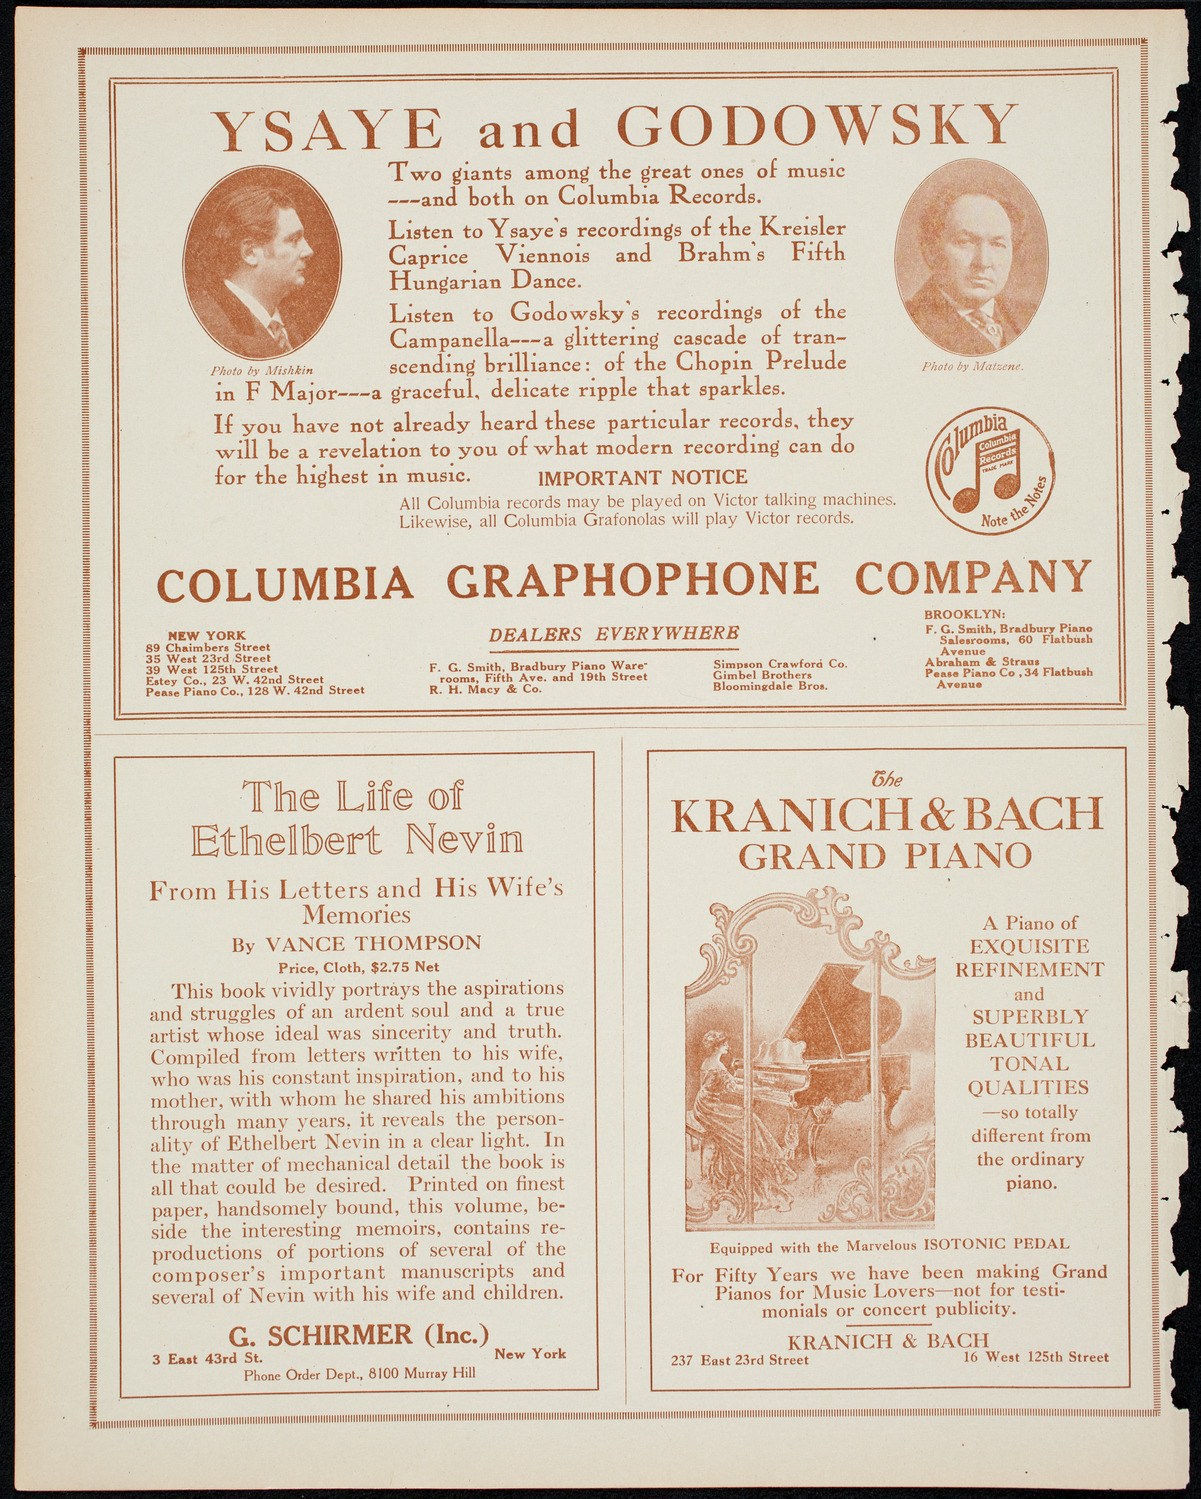 YSAYE and GODOWSKY
Two giants among the great ones of music
---and both on Columbia Records.
Listen to Ysaye's recordings of the Kreisler
Caprice Viennois and Brahm's Fifth
Hungarian Dance.
Listen to Godowsky's recordings of the
Campanella---a glittering cascade of tran-
scending brilliance: of the Chopin Prelude
in F Major---a graceful, delicate ripple that sparkles.
Photo by Mishkin
Photo by Matzene.
If you have not already heard these particular records, they
will be a revelation to you of what modern recording can do
for the highest in music.
IMPORTANT NOTICE
All Columbia records may be played on Victor talking machines.
Likewise, all Columbia Grafonolas will play Victor records.
Columbia
Columbia
Records
TRADE MARK
Note the Notes
COLUMBIA GRAPHOPHONE COMPANY
DEALERS EVERYWHERE
NEW YORK
89 Chaimbers Street
35 West 23rd Street
39 West 125th Street
Estey Co., 23 W. 42nd Street
Pease Piano Co., 128 W. 42nd Street
F. G. Smith, Bradbury Piano Ware-
rooms, Fifth Ave. and 19th Street
R. H. Macy & Co.
Simpson Crawford Co.
Gimbel Brothers
Bloomingdale Bros.
BROOKLYN:
F. G. Smith, Bradbury Piano
Salesrooms, 60 Flatbush
Avenue
Abraham & Straus
Pease Piano Co ,34 Flatbush
Avenue
The Life of
Ethelbert Nevin
From His Letters and His Wife's
Memories
By VANCE THOMPSON
Price, Cloth, $2.75 Net
This book vividly portrays the aspirations
and struggles of an ardent soul and a true
artist whose ideal was sincerity and truth.
Compiled from letters written to his wife,
who was his constant inspiration, and to his
mother, with whom he shared his ambitions
through many years, it reveals the person-
ality of Ethelbert Nevin in a clear light. In
the matter of mechanical detail the book is
all that could be desired. Printed on finest
paper, handsomely bound, this volume, be-
side the interesting memoirs, contains re-
productions of portions of several of the
composer's important manuscripts and
several of Nevin with his wife and children.
G. SCHIRMER (Inc.)
3 East 43rd St. New York
Phone Order Dept., 8100 Murray Hill
The
KRANICH & BACH
GRAND PIANO
A Piano of
EXQUISITE
REFINEMENT
and
SUPERBLY
BEAUTIFUL
TONAL
QUALITIES
—so totally
different from
the ordinary
piano.
Equipped with the Marvelous ISOTONIC PEDAL
For Fifty Years we have been making Grand
Pianos for Music Lovers—not for testi-
monials or concert publicity.
KRANICH & BACH
237 East 23rd Street 16 West 125th Street